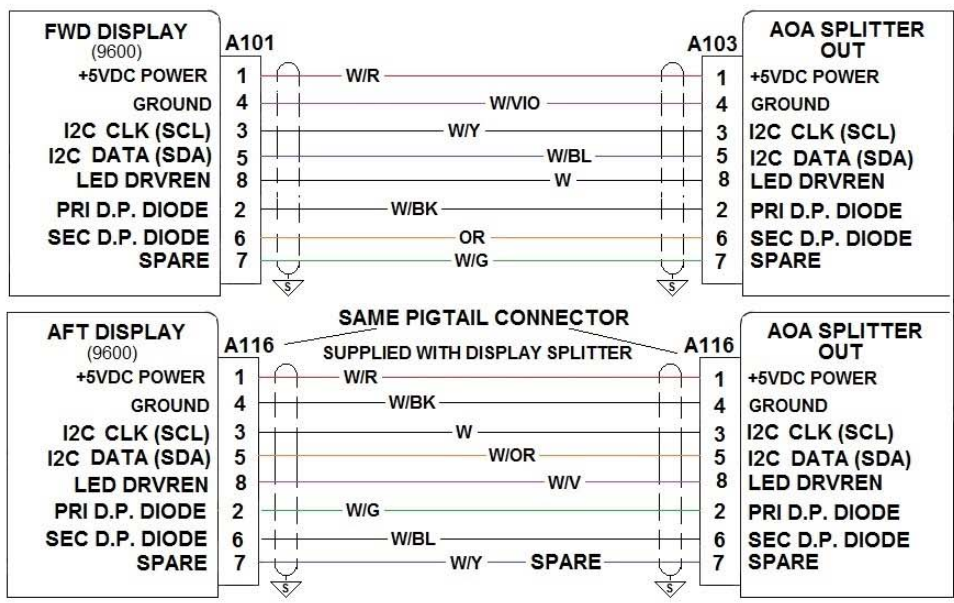 FWD DISPLAY
(9600)
A101
A103
AOA SPLITTER
OUT
+5VDC POWER 1 W/R 1 +5VDC POWER
GROUND 4 W/VIO 4 GROUND
I2C CLK (SCL) 3 W/Y 3 I2C CLK (SCL)
I2C DATA (SDA) 5 W/BL 5 I2C DATA (SDA)
LED DRVREN 8 W 8 LED DRVREN
PRI D.P. DIODE 2 W/BK 2 PRI D.P. DIODE
SEC D.P. DIODE 6 OR 6 SEC D.P. DIODE
SPARE 7 W/G 7 SPARE
S S
AFT DISPLAY
(9600)
A116
SAME PIGTAIL CONNECTOR
SUPPLIED WITH DISPLAY SPLITTER
A116
AOA SPLITTER
OUT
+5VDC POWER 1 W/R 1 +5VDC POWER
GROUND 4 W/BK 4 GROUND
I2C CLK (SCL) 3 W 3 I2C CLK (SCL)
I2C DATA (SDA) 5 W/OR 5 I2C DATA (SDA)
LED DRVREN 8 W/V 8 LED DRVREN
PRI D.P. DIODE 2 W/G 2 PRI D.P. DIODE
SEC D.P. DIODE 6 W/BL 6 SEC D.P. DIODE
SPARE 7 W/Y SPARE 7 SPARE
S S